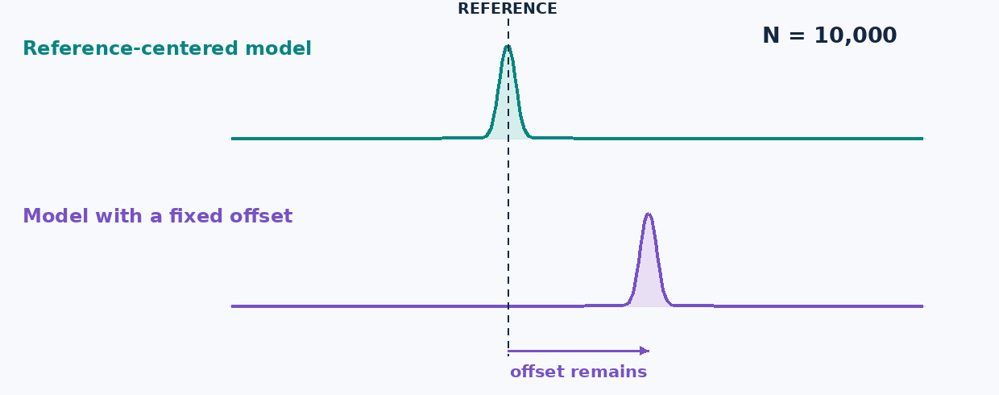 REFERENCE
N = 10,000
Reference-centered model
Model with a fixed offset
offset remains